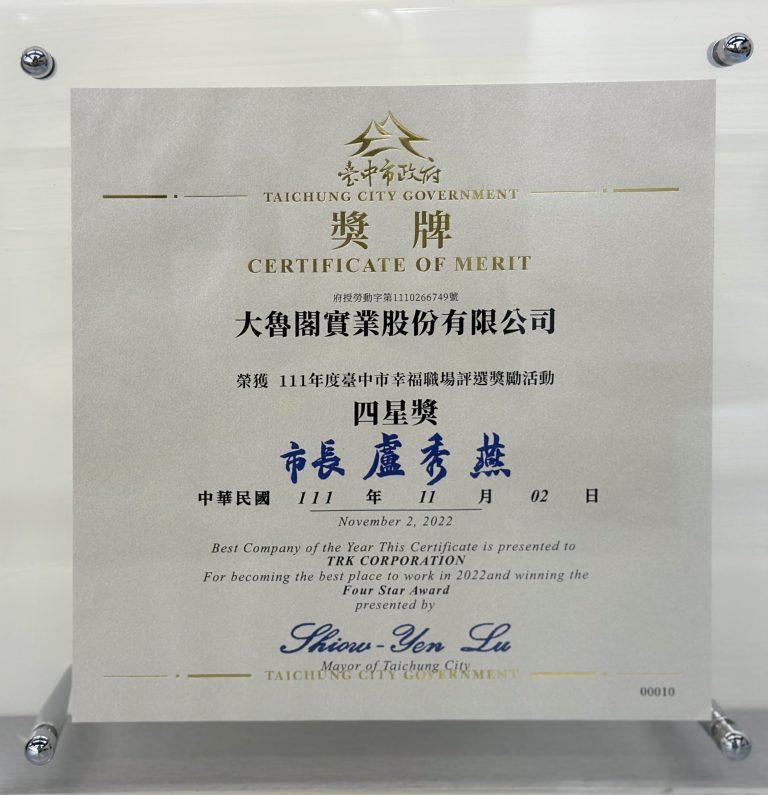 臺中市政府
TAICHUNG CITY GOVERNMENT
獎牌
CERTIFICATE OF MERIT
府授勞動字第1110266749號
大魯閣實業股份有限公司
榮獲 111年度臺中市幸福職場評選獎勵活動
四星獎
市長 盧秀燕
中華民國 111 年 11 月 02 日
November 2, 2022
Best Company of the Year This Certificate is presented to
TRK CORPORATION
For becoming the best place to work in 2022and winning the
Four Star Award
presented by
Shiow-Yen Lu
Mayor of Taichung City
TAICHUNG CITY GOVERNMENT
00010